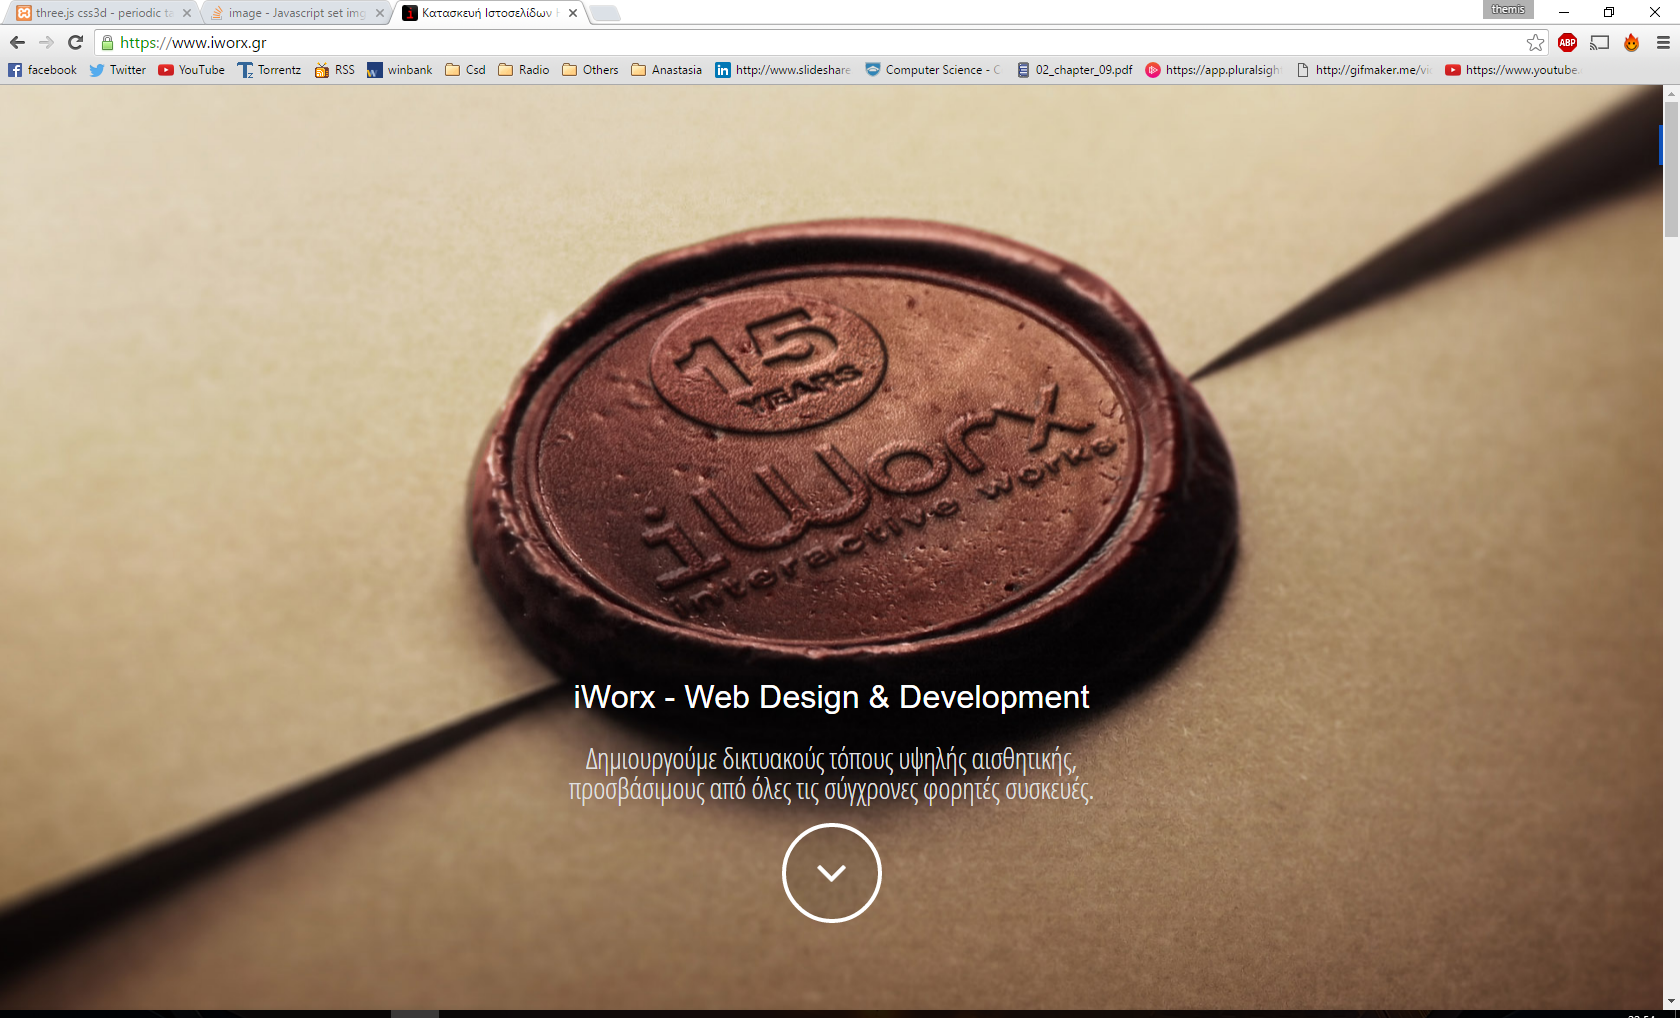 three.js css3d - periodic ta
image - Javascript set img
Κατασκευή Ιστοσελίδων
themis
https://www.iworx.gr
ABP
facebook
Twitter
YouTube
Torrentz
RSS
winbank
Csd
Radio
Others
Anastasia
http://www.slideshare
Computer Science - C
02_chapter_09.pdf
https://app.pluralsigh
http://gifmaker.me/vi
https://www.youtube.
15
YEARS
iWorx
interactive works.
iWorx - Web Design & Development
Δημιουργούμε δικτυακούς τόπους υψηλής αισθητικής,
προσβάσιμους από όλες τις σύγχρονες φορητές συσκευές.